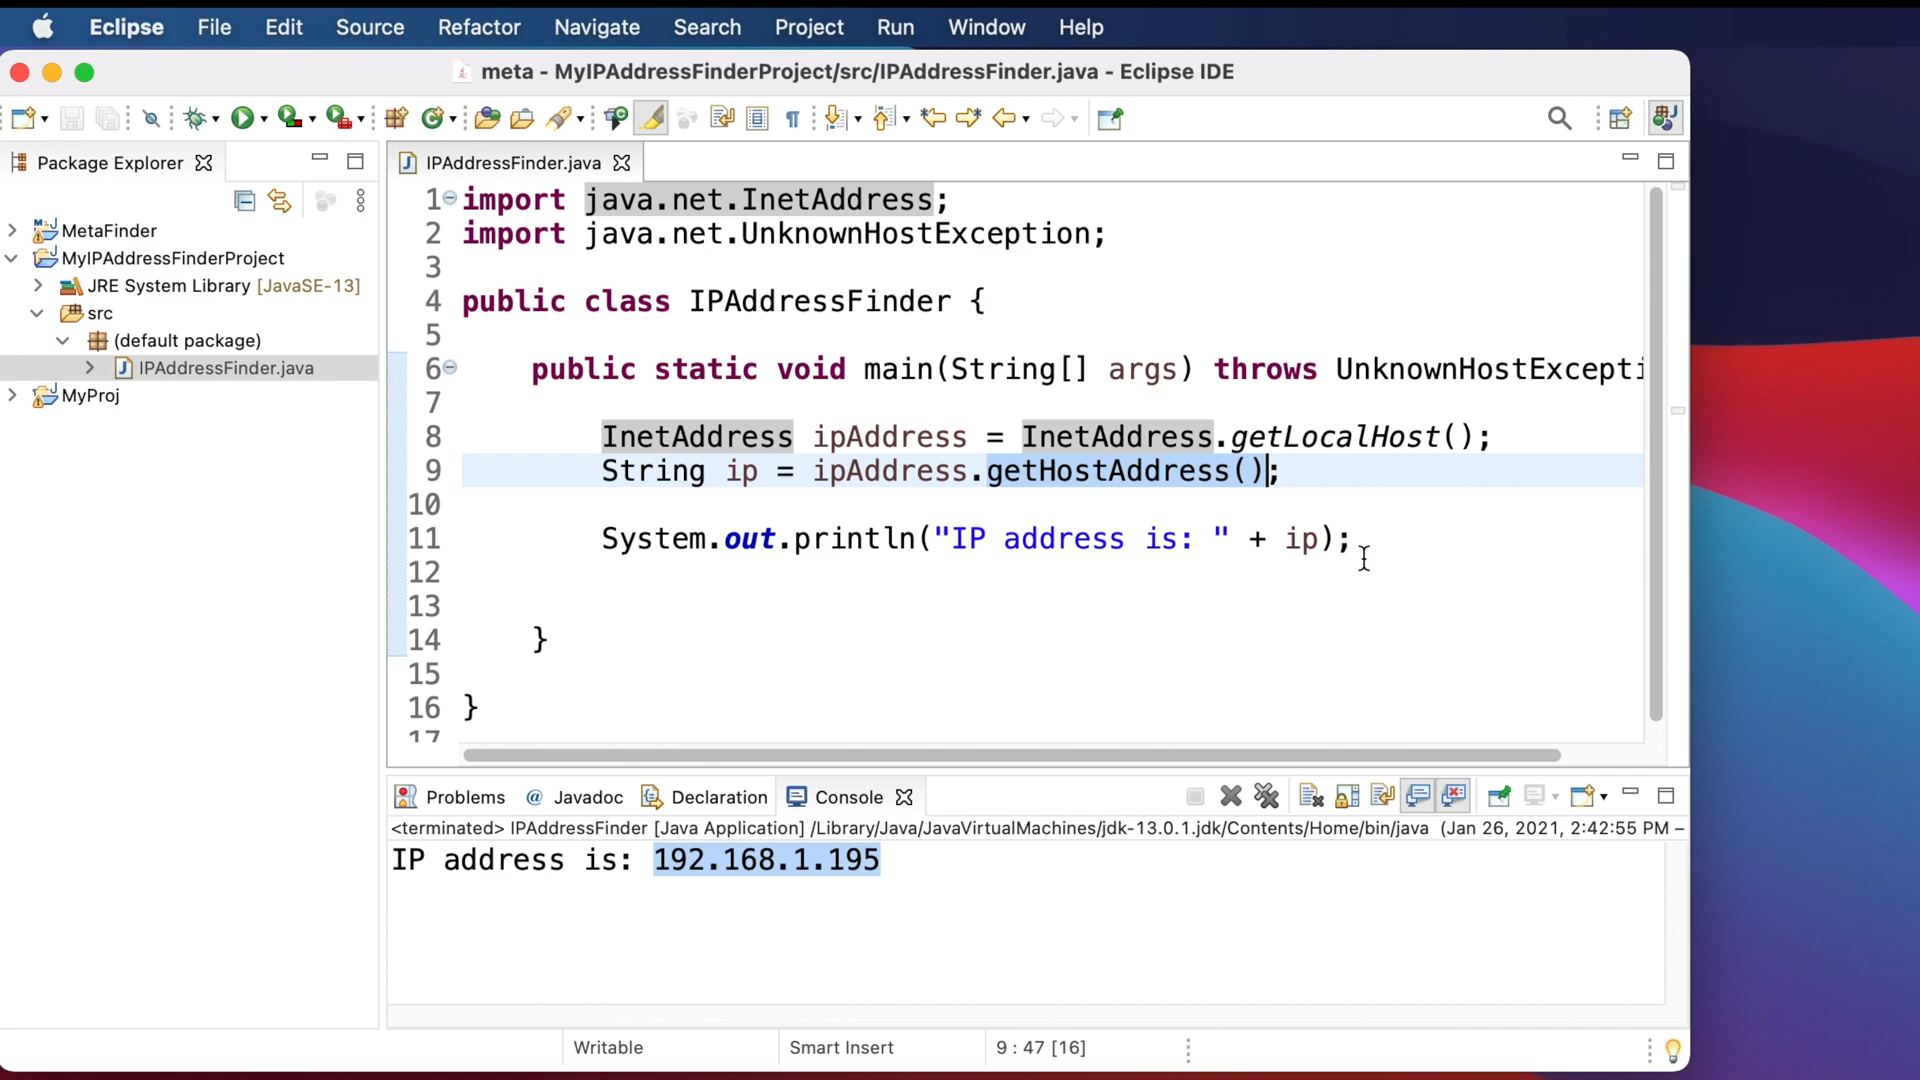 Eclipse File Edit Source Refactor Navigate Search Project Run Window Help
meta - MyIPAddressFinderProject/src/IPAddressFinder.java - Eclipse IDE
Package Explorer
MetaFinder
MyIPAddressFinderProject
JRE System Library [JavaSE-13]
src
(default package)
IPAddressFinder.java
MyProj
IPAddressFinder.java
1 import java.net.InetAddress;
2 import java.net.UnknownHostException;
3
4 public class IPAddressFinder {
5
6 public static void main(String[] args) throws UnknownHostExcepti
7
8 InetAddress ipAddress = InetAddress.getLocalHost();
9 String ip = ipAddress.getHostAddress();
10
11 System.out.println("IP address is: " + ip);
12
13
14 }
15
16 }
17
Problems @ Javadoc Declaration Console
<terminated> IPAddressFinder [Java Application] /Library/Java/JavaVirtualMachines/jdk-13.0.1.jdk/Contents/Home/bin/java (Jan 26, 2021, 2:42:55 PM –
IP address is: 192.168.1.195
Writable Smart Insert 9 : 47 [16]